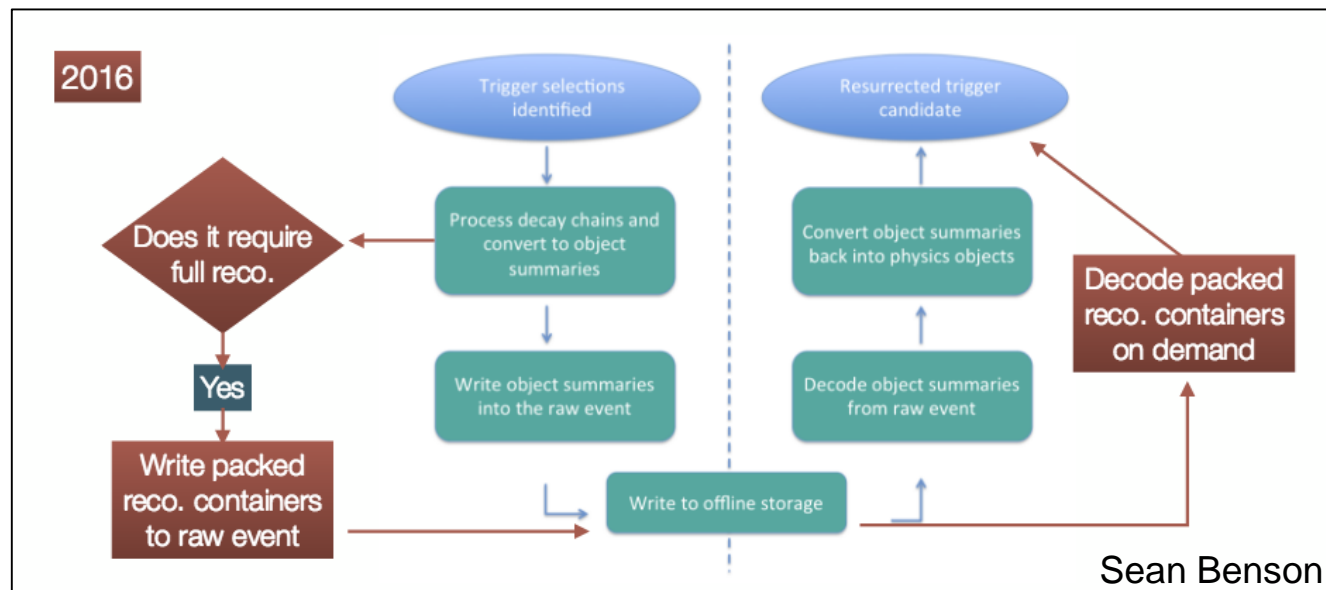 2016
Trigger selections
identified
Resurrected trigger
candidate
Does it require
full reco.
Process decay chains and
convert to object
summaries
Convert object summaries
back into physics objects
Decode packed
reco. containers
on demand
Yes
Write object summaries
into the raw event
Decode object summaries
from raw event
Write packed
reco. containers
to raw event
Write to offline storage
Sean Benson